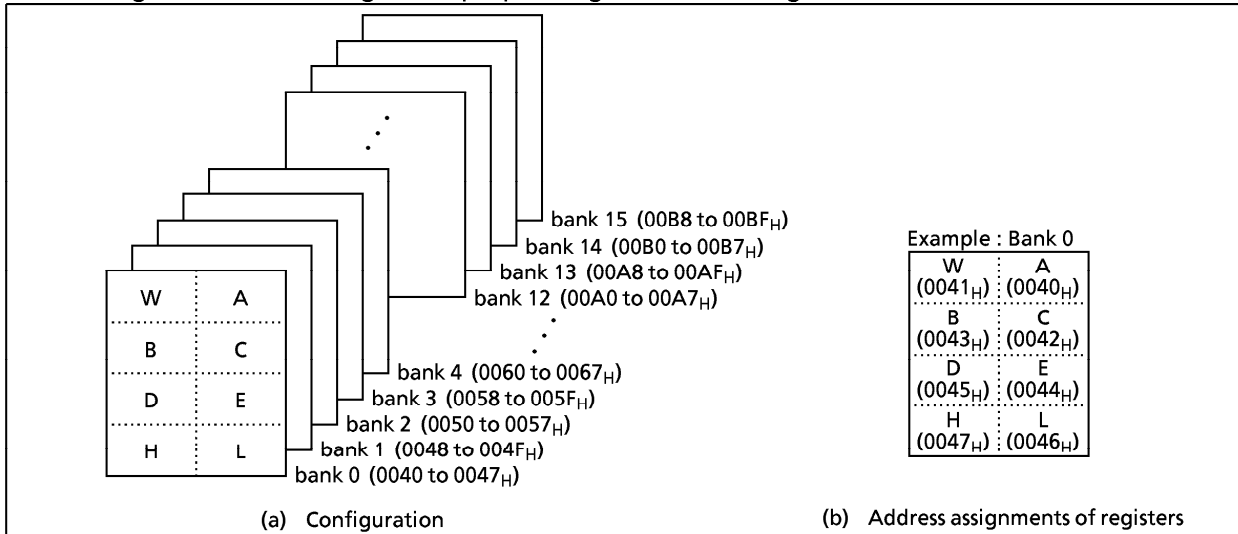 bank 15 (00B8 to 00BFH)
bank 14 (00B0 to 00B7H)
bank 13 (00A8 to 00AFH)
bank 12 (00A0 to 00A7H)
bank 4 (0060 to 0067H)
bank 3 (0058 to 005FH)
bank 2 (0050 to 0057H)
bank 1 (0048 to 004FH)
bank 0 (0040 to 0047H)
W A
B C
D E
H L
(a) Configuration
Example : Bank 0
W A
(0041H) (0040H)
B C
(0043H) (0042H)
D E
(0045H) (0044H)
H L
(0047H) (0046H)
(b) Address assignments of registers